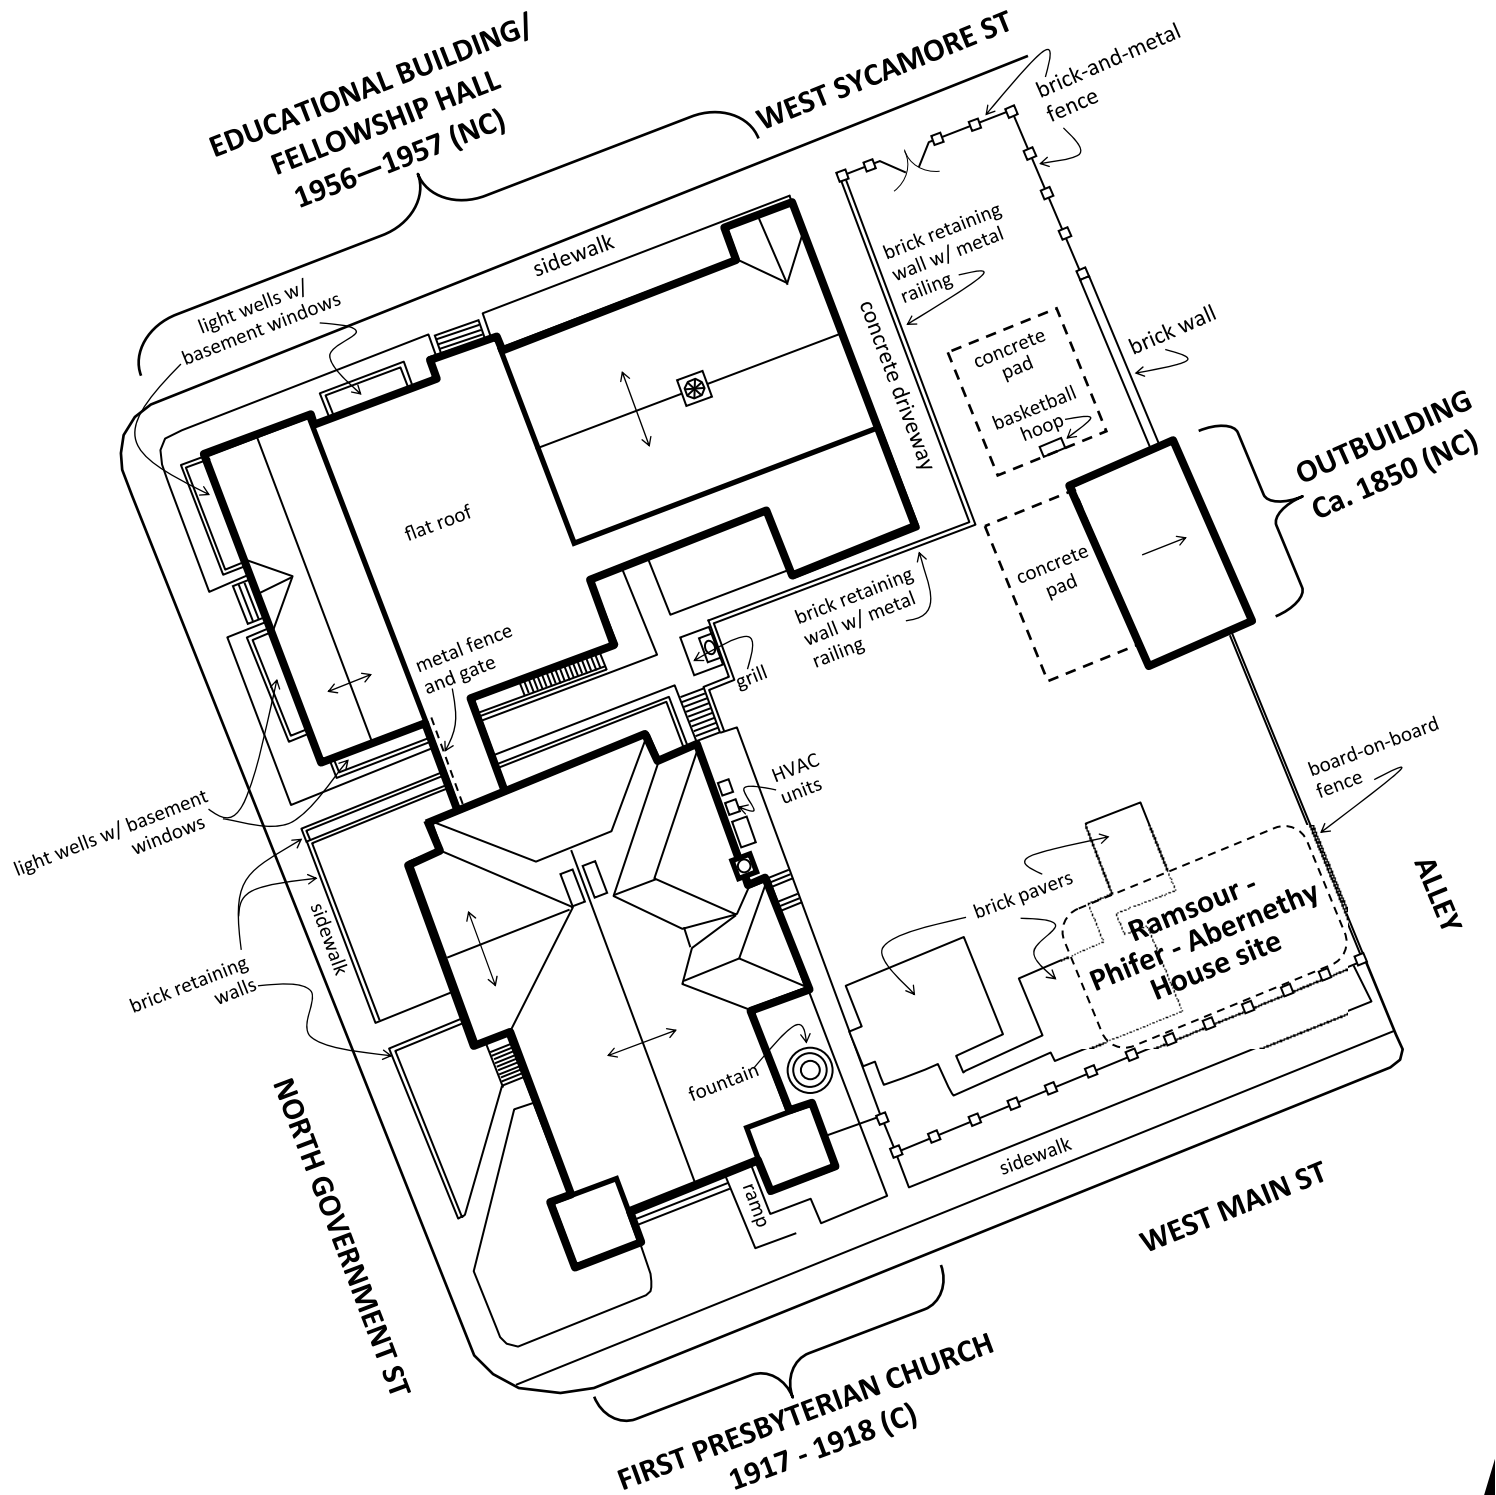 EDUCATIONAL BUILDING/
FELLOWSHIP HALL
1956—1957 (NC)
WEST SYCAMORE ST
brick-and-metal
fence
sidewalk
light wells w/
basement windows
brick retaining
wall w/ metal
railing
concrete driveway
concrete
pad
basketball
hoop
brick wall
OUTBUILDING
Ca. 1850 (NC)
flat roof
concrete
pad
metal fence
and gate
brick retaining
wall w/ metal
railing
grill
HVAC
units
board-on-board
fence
light wells w/ basement
windows
brick pavers
ALLEY
Ramsour -
Phifer - Abernethy
House site
sidewalk
brick retaining
walls
fountain
NORTH GOVERNMENT ST
ramp
sidewalk
WEST MAIN ST
FIRST PRESBYTERIAN CHURCH
1917 - 1918 (C)